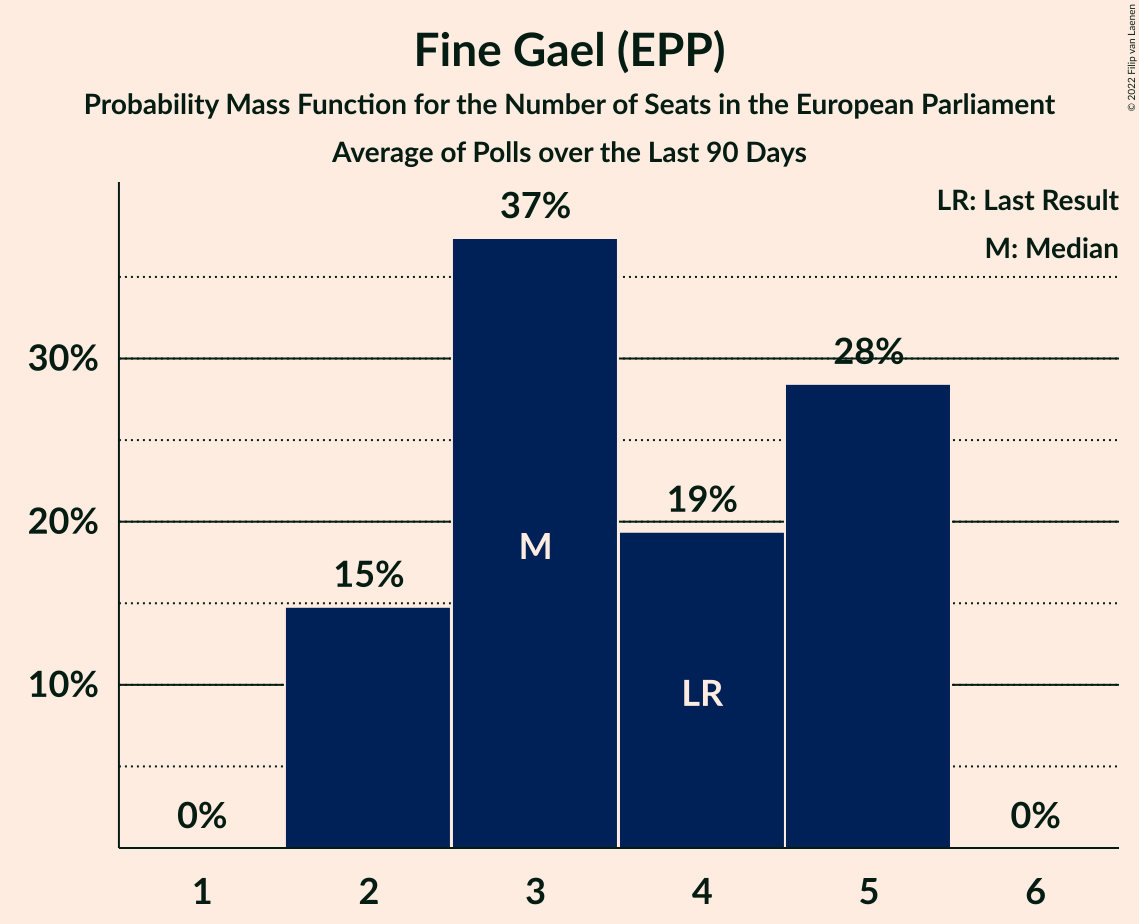 Fine Gael (EPP)
Probability Mass Function for the Number of Seats in the European Parliament
Average of Polls over the Last 90 Days
© 2022 Filip van Laenen
LR: Last Result
M: Median
37%
30%
28%
20%
19%
M
15%
10%
LR
0%
0%
1 2 3 4 5 6